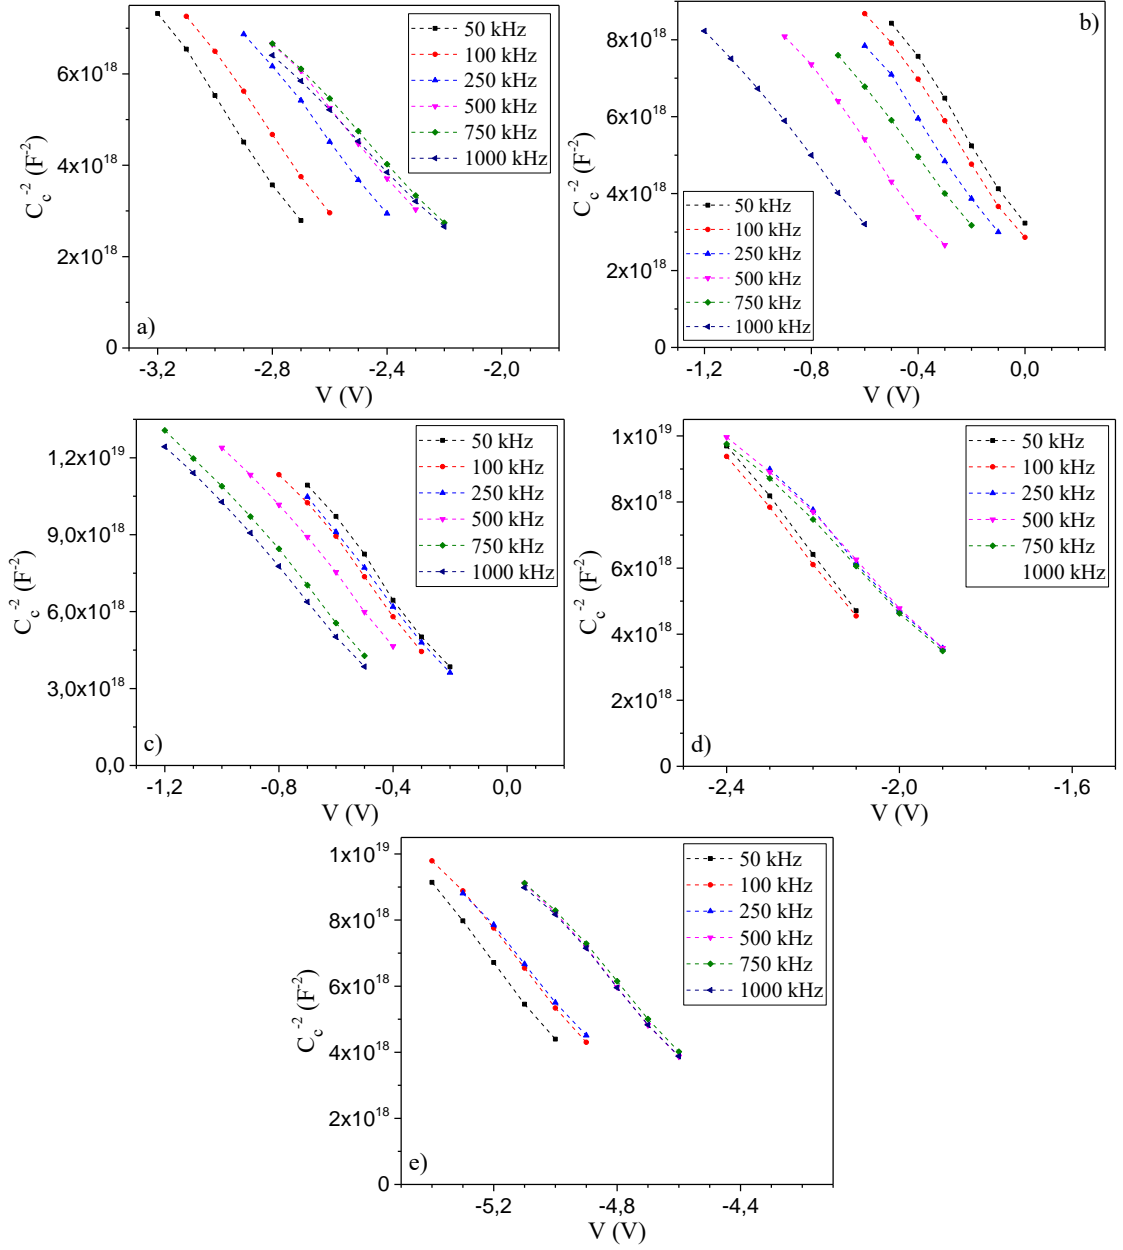 6x10^18
4x10^18
2x10^18
0
C_c^-2 (F^-2)
50 kHz
100 kHz
250 kHz
500 kHz
750 kHz
1000 kHz
a)
-3,2 -2,8 -2,4 -2,0
V (V)
8x10^18
6x10^18
4x10^18
2x10^18
0
C_c^-2 (F^-2)
b)
50 kHz
100 kHz
250 kHz
500 kHz
750 kHz
1000 kHz
-1,2 -0,8 -0,4 0,0
V (V)
1,2x10^19
9,0x10^18
6,0x10^18
3,0x10^18
0,0
C_c^-2 (F^-2)
50 kHz
100 kHz
250 kHz
500 kHz
750 kHz
1000 kHz
c)
-1,2 -0,8 -0,4 0,0
V (V)
1x10^19
8x10^18
6x10^18
4x10^18
2x10^18
0
C_c^-2 (F^-2)
50 kHz
100 kHz
250 kHz
500 kHz
750 kHz
1000 kHz
d)
-2,4 -2,0 -1,6
V (V)
1x10^19
8x10^18
6x10^18
4x10^18
2x10^18
0
C_c^-2 (F^-2)
50 kHz
100 kHz
250 kHz
500 kHz
750 kHz
1000 kHz
e)
-5,2 -4,8 -4,4
V (V)